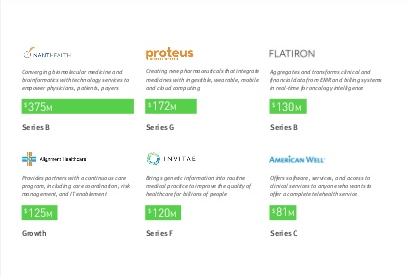 NANTHEALTH
proteus
FLATIRON
Converging biomolecular medicine and
bioinformatics with technology services to
empower physicians, patients, payers
Creating new pharmaceuticals that integrate
medicines with ingestible, wearable, mobile
and cloud computing
Aggregates and transforms clinical and
financial data from EMR and billing systems
in real-time for oncology intelligence
$375M
$172M
$130M
Series B
Series G
Series B
Alignment Healthcare
INVITAE
AMERICAN WELL
Provides partners with a continuous care
program, including care coordination, risk
management, and IT enablement
Brings genetic information into routine
medical practice to improve the quality of
healthcare for billions of people
Offers software, services, and access to
clinical services to anyone who wants to
offer a complete telehealth service
$125M
$120M
$81M
Growth
Series F
Series C